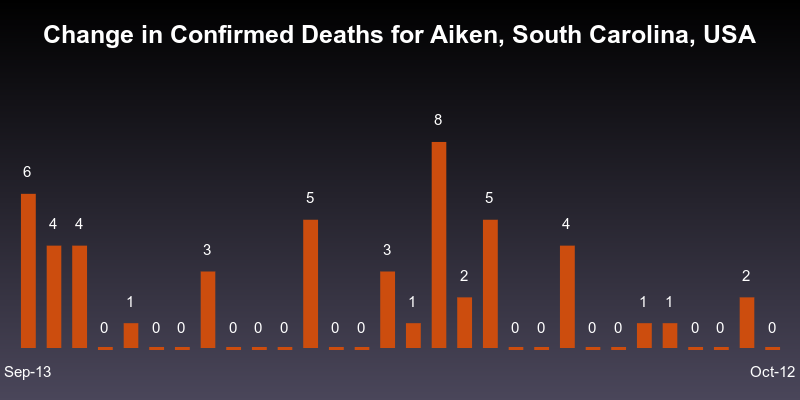 Change in Confirmed Deaths for Aiken, South Carolina, USA
6 4 4 0 1 0 0 3 0 0 0 5 0 0 3 1 8 2 5 0 0 4 0 0 1 1 0 0 2 0
Sep-13 Oct-12